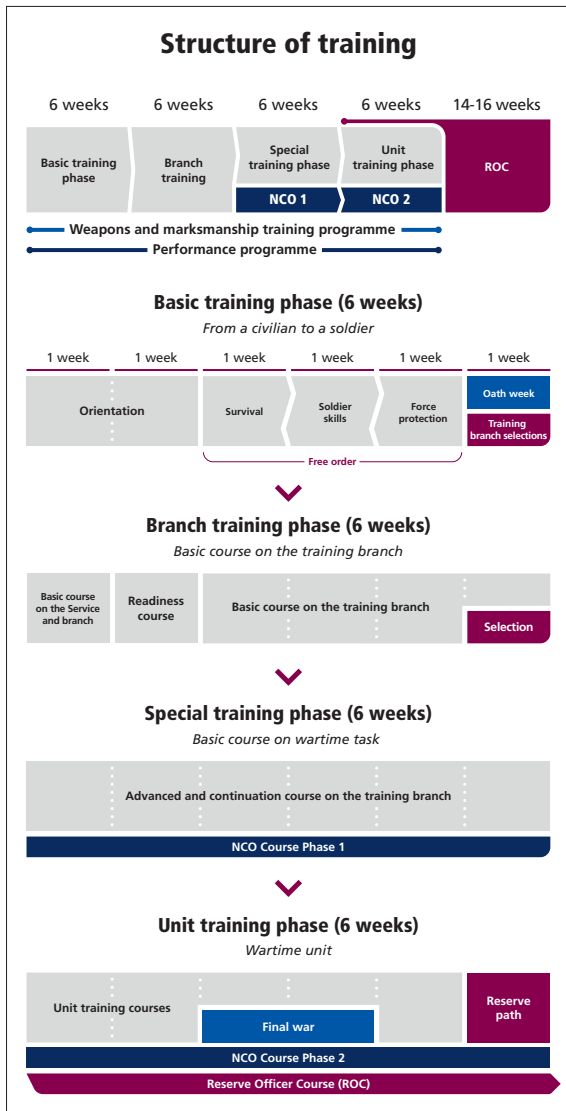 Structure of training
6 weeks
6 weeks
6 weeks
6 weeks
14-16 weeks
Basic training
phase
Branch
training
Special
training phase
Unit
training phase
ROC
NCO 1
NCO 2
Weapons and marksmanship training programme
Performance programme
Basic training phase (6 weeks)
From a civilian to a soldier
1 week
1 week
1 week
1 week
1 week
1 week
Orientation
Survival
Soldier
skills
Force
protection
Oath week
Training
branch selections
Free order
Branch training phase (6 weeks)
Basic course on the training branch
Basic course
on the Service
and branch
Readiness
course
Basic course on the training branch
Selection
Special training phase (6 weeks)
Basic course on wartime task
Advanced and continuation course on the training branch
NCO Course Phase 1
Unit training phase (6 weeks)
Wartime unit
Unit training courses
Final war
Reserve
path
NCO Course Phase 2
Reserve Officer Course (ROC)